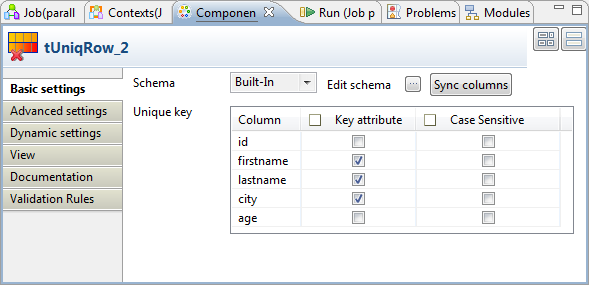 Job(parall Contexts(J Componen Run (Job p Problems Modules
tUniqRow_2
Basic settings
Advanced settings
Dynamic settings
View
Documentation
Validation Rules
Schema Built-In Edit schema ... Sync columns
Unique key
Column Key attribute Case Sensitive
id
firstname
lastname
city
age